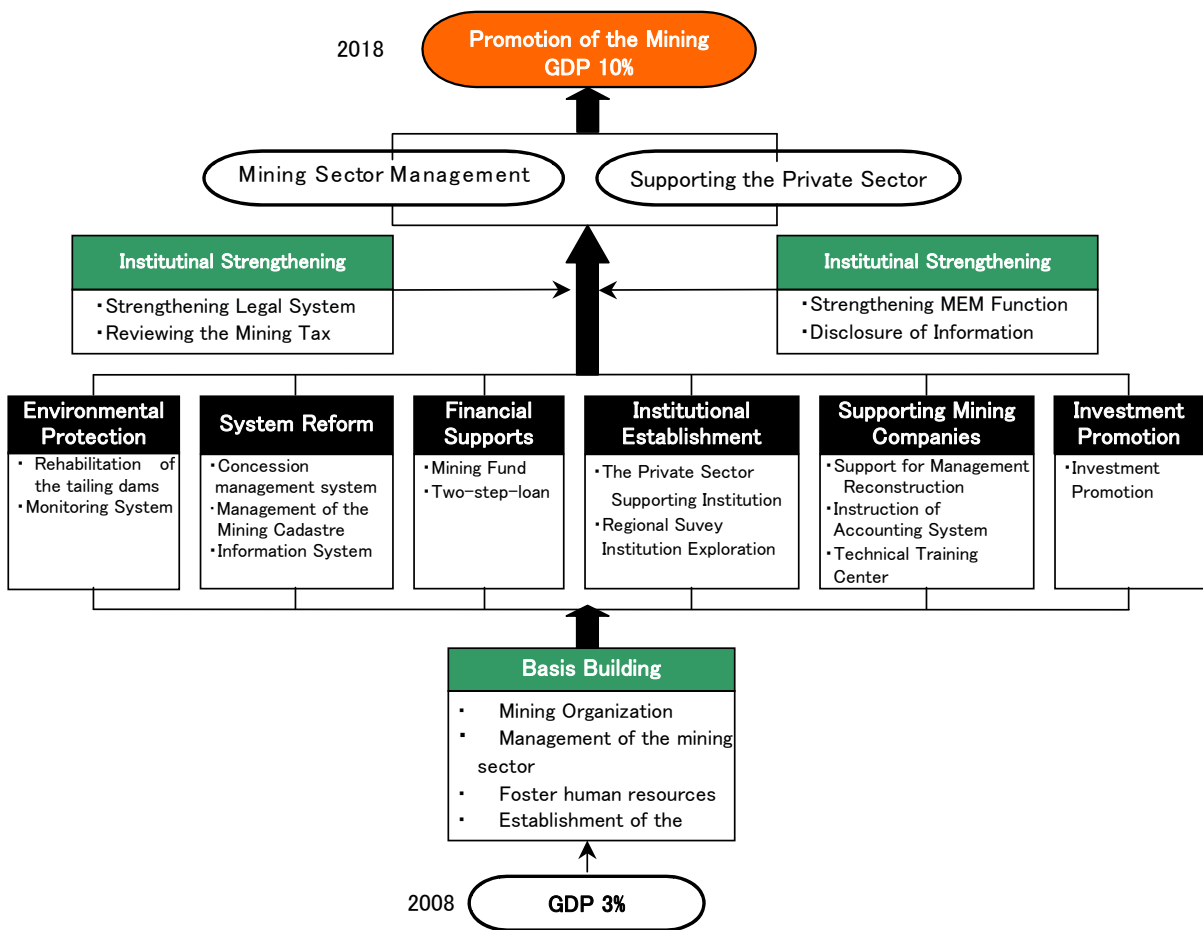 2018
Promotion of the Mining
GDP 10%
Mining Sector Management
Supporting the Private Sector
Institutinal Strengthening
・Strengthening Legal System
・Reviewing the Mining Tax
Institutinal Strengthening
・Strengthening MEM Function
・Disclosure of Information
Environmental
Protection
・ Rehabilitation of
the tailing dams
・Monitoring System
System Reform
・Concession
management system
・Management of the
Mining Cadastre
・Information System
Financial
Supports
・Mining Fund
・Two-step-loan
Institutional
Establishment
・The Private Sector
Supporting Institution
・Regional Suvey
Institution Exploration
Supporting Mining
Companies
・Support for Management
Reconstruction
・Instruction of
Accounting System
・Technical Training
Center
Investment
Promotion
・Investment
Promotion
Basis Building
・ Mining Organization
・ Management of the mining
sector
・ Foster human resources
・ Establishment of the
2008
GDP 3%